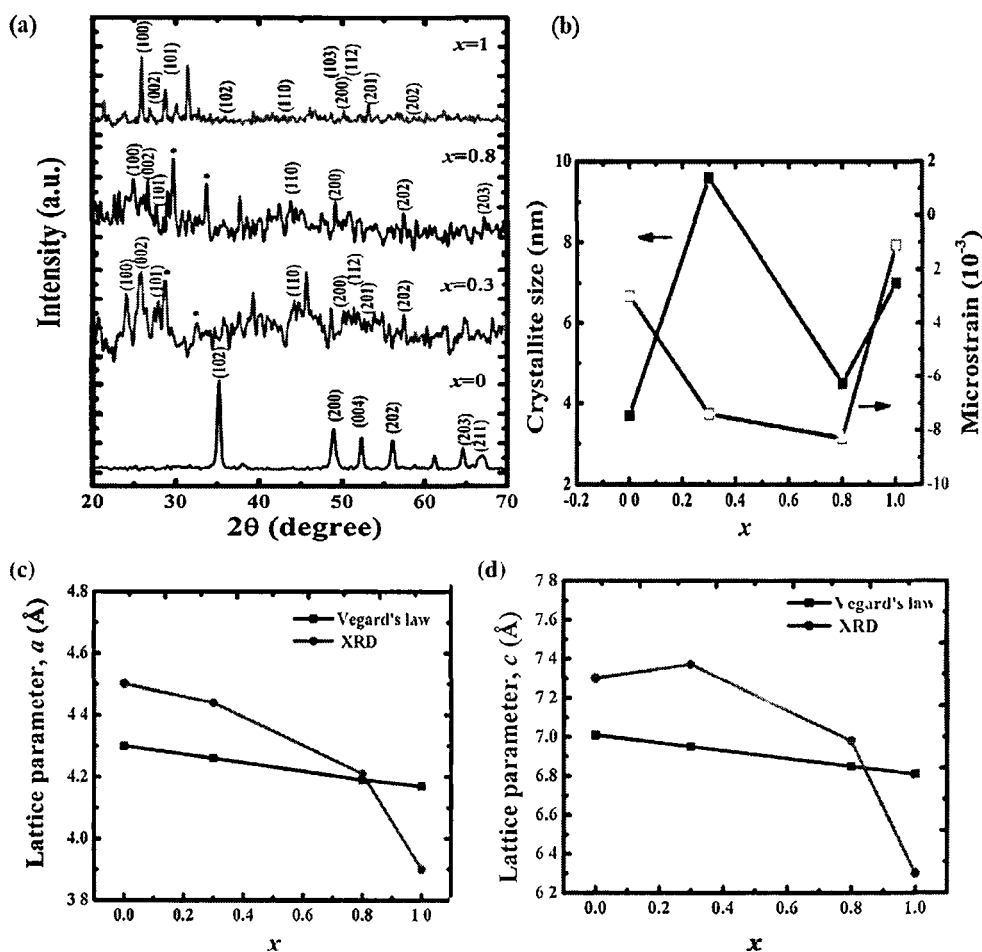 (a)
Intensity (a.u.)
x=1
(100)
(002)
(101)
(102)
(110)
(103)
(200)
(112)
(201)
(202)
x=0.8
(100)
(002)
(101)
(110)
(200)
(202)
(203)
x=0.3
(100)
(002)
(101)
(110)
(200)
(112)
(201)
(202)
x=0
(102)
(200)
(004)
(202)
(203)
(211)
20 30 40 50 60 70
2θ (degree)
(b)
Crystallite size (nm)
10
8
6
4
2
Microstrain (10⁻³)
2
0
-2
-4
-6
-8
-10
-0.2 0 0 0.2 0.4 0.6 0.8 1.0
x
(c)
Lattice parameter, a (Å)
4.8
4.6
4.4
4.2
4.0
3 8
Vegard's law
XRD
0.0 0.2 0.4 0.6 0.8 1 0
x
(d)
Lattice parameter, c (Å)
7 8
7.6
7.4
7.2
7.0
6.8
6.6
6 4
6 2
Vegard's law
XRD
0.0 0.2 0.4 0.6 0.8 1.0
x